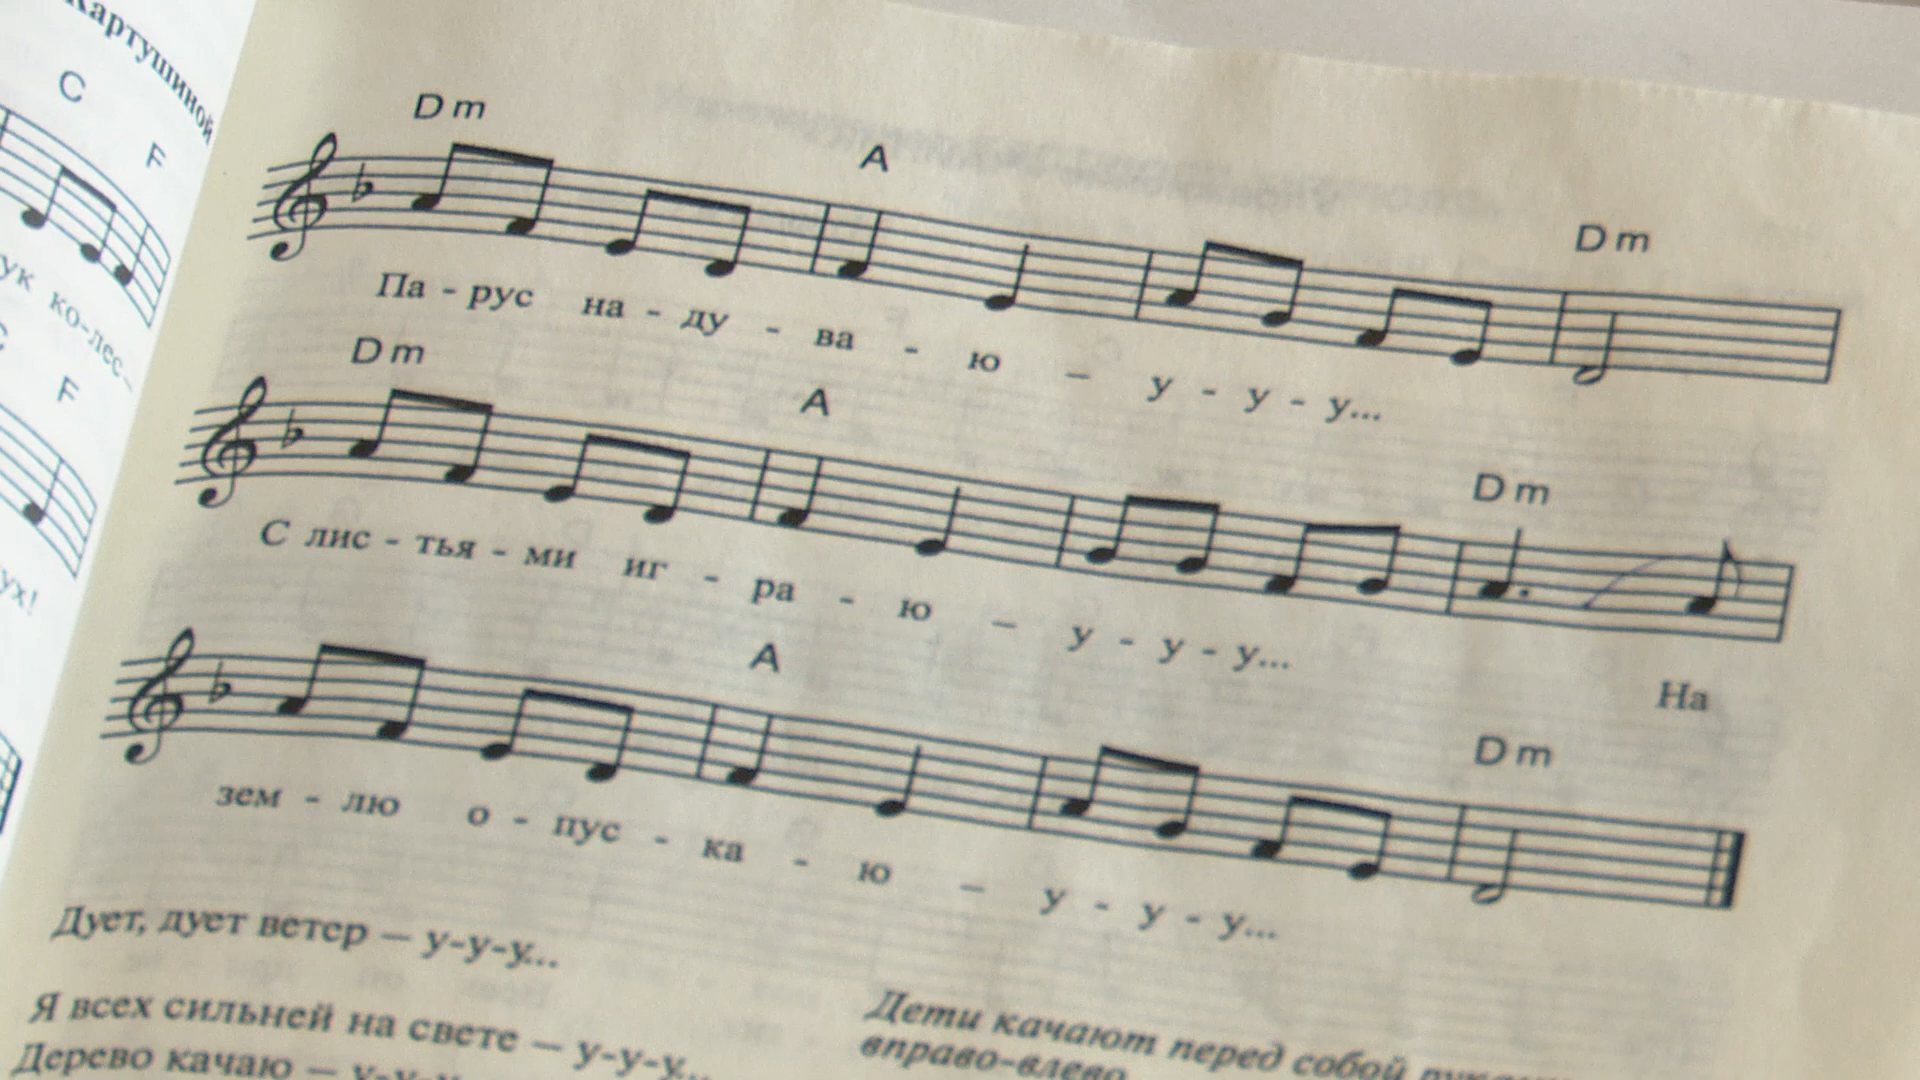 Картушиной
C
F
ук ко-лес-
C
F
ух!
Dm A Dm
Па - рус на - ду - ва - ю - у - у - у...
Dm A Dm
С лис - тья - ми иг - ра - ю - у - у - у... На
A Dm
зем - лю о - пус - ка - ю - у - у - у...
Дует, дует ветер — у-у-у...
Я всех сильней на свете — у-у-у...
Дерево качаю — у-у-у
Дети качают перед собой
вправо-влево